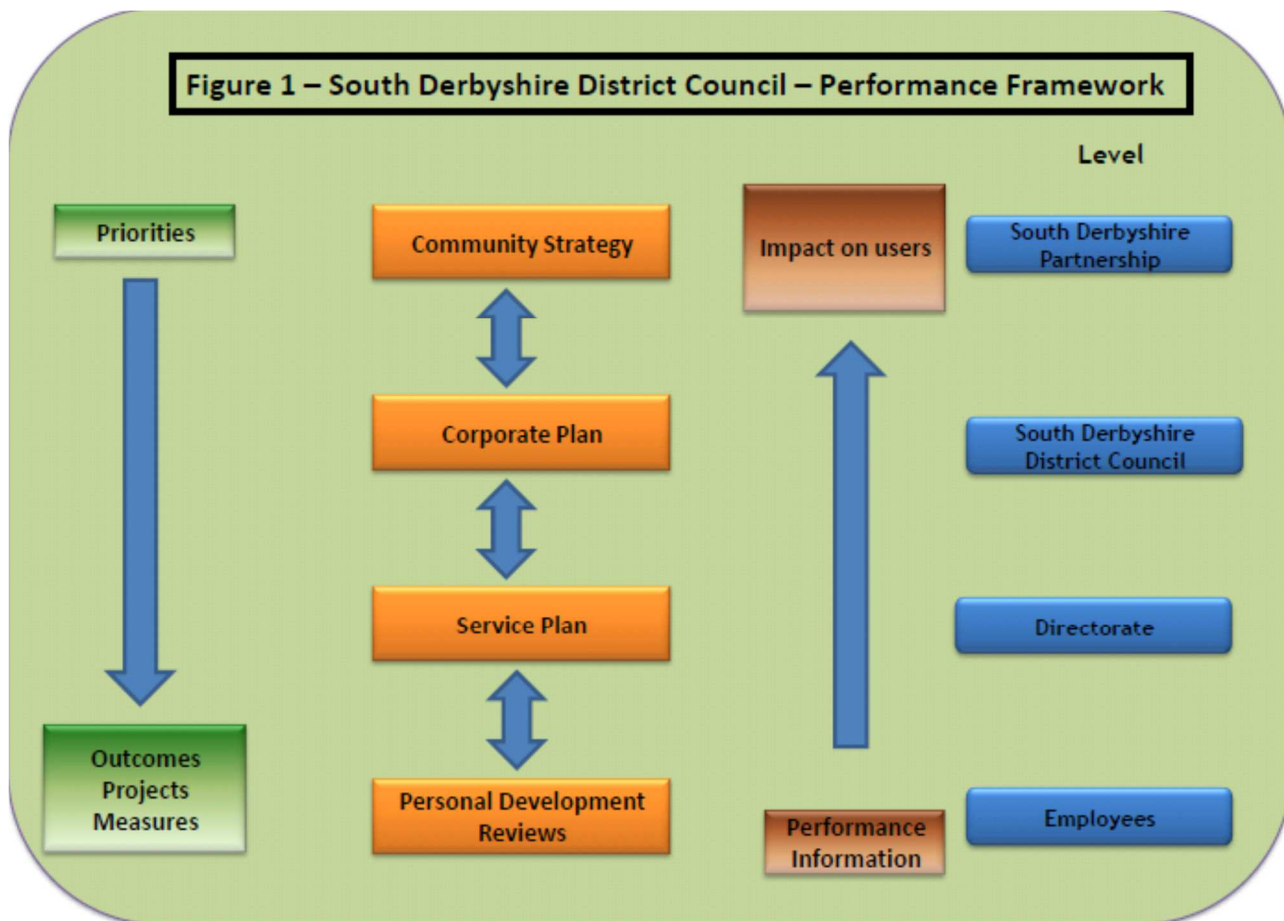 Figure 1 – South Derbyshire District Council – Performance Framework
Level
Priorities
Community Strategy
Impact on users
South Derbyshire
Partnership
Corporate Plan
South Derbyshire
District Council
Service Plan
Directorate
Outcomes
Projects
Measures
Personal Development
Reviews
Performance
Information
Employees